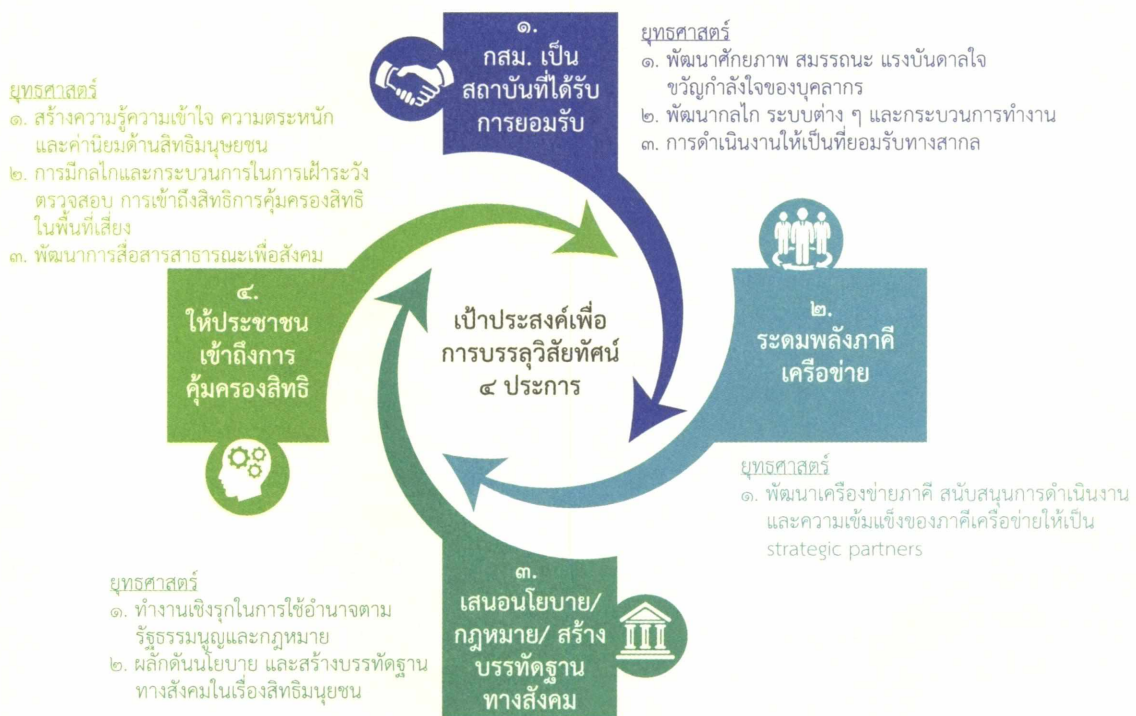 ๑.
กสม. เป็น
สถาบันที่ได้รับ
การยอมรับ
ยุทธศาสตร์
๑. พัฒนาศักยภาพ สมรรถนะ แรงบันดาลใจ
ขวัญกำลังใจของบุคลากร
๒. พัฒนากลไก ระบบต่าง ๆ และกระบวนการทำงาน
๓. การดำเนินงานให้เป็นที่ยอมรับทางสากล
ยุทธศาสตร์
๑. สร้างความรู้ความเข้าใจ ความตระหนัก
และค่านิยมด้านสิทธิมนุษยชน
๒. การมีกลไกและกระบวนการในการเฝ้าระวัง
ตรวจสอบ การเข้าถึงสิทธิการคุ้มครองสิทธิ
ในพื้นที่เสี่ยง
๓. พัฒนาการสื่อสารสาธารณะเพื่อสังคม
๔.
ให้ประชาชน
เข้าถึงการ
คุ้มครองสิทธิ
เป้าประสงค์เพื่อ
การบรรลุวิสัยทัศน์
๔ ประการ
๒.
ระดมพลังภาคี
เครือข่าย
ยุทธศาสตร์
๑. พัฒนาเครืองข่ายภาคี สนับสนุนการดำเนินงาน
และความเข้มแข็งของภาคีเครือข่ายให้เป็น
strategic partners
๓.
เสนอนโยบาย/
กฎหมาย/ สร้าง
บรรทัดฐาน
ทางสังคม
ยุทธศาสตร์
๑. ทำงานเชิงรุกในการใช้อำนาจตาม
รัฐธรรมนูญและกฎหมาย
๒. ผลักดันนโยบาย และสร้างบรรทัดฐาน
ทางสังคมในเรื่องสิทธิมนุยชน